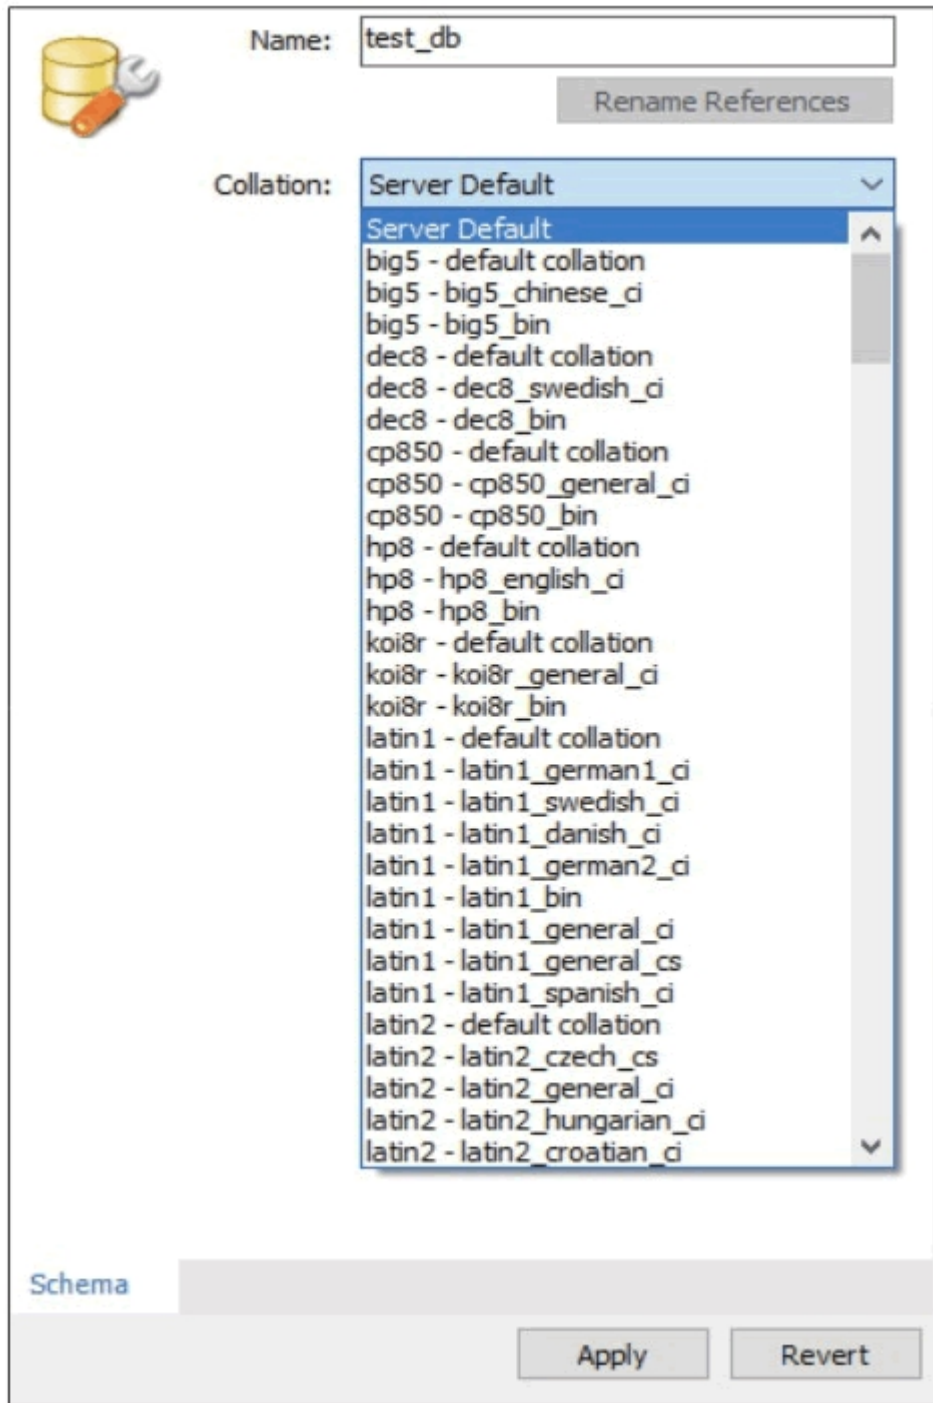 Name: test_db
Rename References
Collation: Server Default
Server Default
big5 - default collation
big5 - big5_chinese_ci
big5 - big5_bin
dec8 - default collation
dec8 - dec8_swedish_ci
dec8 - dec8_bin
cp850 - default collation
cp850 - cp850_general_ci
cp850 - cp850_bin
hp8 - default collation
hp8 - hp8_english_ci
hp8 - hp8_bin
koi8r - default collation
koi8r - koi8r_general_ci
koi8r - koi8r_bin
latin1 - default collation
latin1 - latin1_german1_ci
latin1 - latin1_swedish_ci
latin1 - latin1_danish_ci
latin1 - latin1_german2_ci
latin1 - latin1_bin
latin1 - latin1_general_ci
latin1 - latin1_general_cs
latin1 - latin1_spanish_ci
latin2 - default collation
latin2 - latin2_czech_cs
latin2 - latin2_general_ci
latin2 - latin2_hungarian_ci
latin2 - latin2_croatian_ci
Schema
Apply Revert